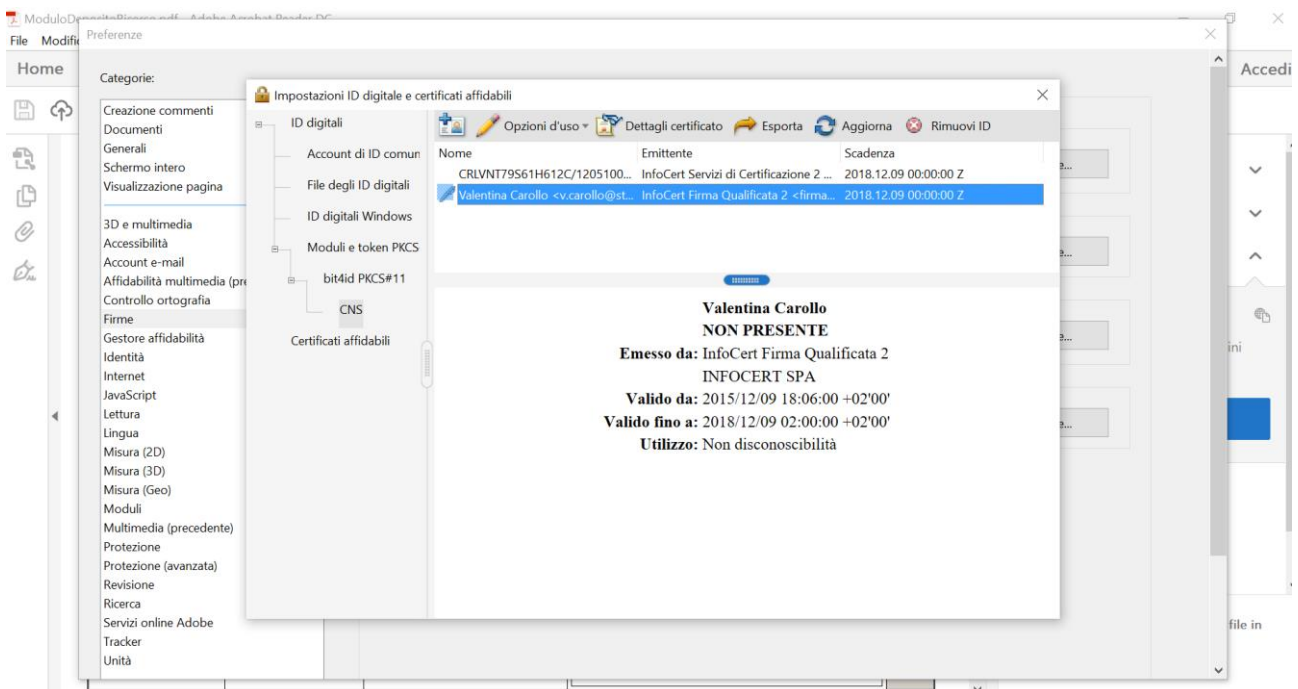 ModuloDepositoRicorso.pdf - Adobe Acrobat Reader DC
Preferenze
File Modific
Home
Accedi
Categorie:
Creazione commenti
Documenti
Generali
Schermo intero
Visualizzazione pagina
3D e multimedia
Accessibilità
Account e-mail
Affidabilità multimedia (pre
Controllo ortografia
Firme
Gestore affidabilità
Identità
Internet
JavaScript
Lettura
Lingua
Misura (2D)
Misura (3D)
Misura (Geo)
Moduli
Multimedia (precedente)
Protezione
Protezione (avanzata)
Revisione
Ricerca
Servizi online Adobe
Tracker
Unità
Impostazioni ID digitale e certificati affidabili
ID digitali
Account di ID comun
File degli ID digitali
ID digitali Windows
Moduli e token PKCS
bit4id PKCS#11
CNS
Certificati affidabili
Opzioni d'uso Dettagli certificato Esporta Aggiorna Rimuovi ID
Nome Emittente Scadenza
CRLVNT79S61H612C/1205100... InfoCert Servizi di Certificazione 2 ... 2018.12.09 00:00:00 Z
Valentina Carollo <v.carollo@st... InfoCert Firma Qualificata 2 <firma... 2018.12.09 00:00:00 Z
Valentina Carollo
NON PRESENTE
Emesso da: InfoCert Firma Qualificata 2
INFOCERT SPA
Valido da: 2015/12/09 18:06:00 +02'00'
Valido fino a: 2018/12/09 02:00:00 +02'00'
Utilizzo: Non disconoscibilità
e...
e...
e...
e...
ini
file in